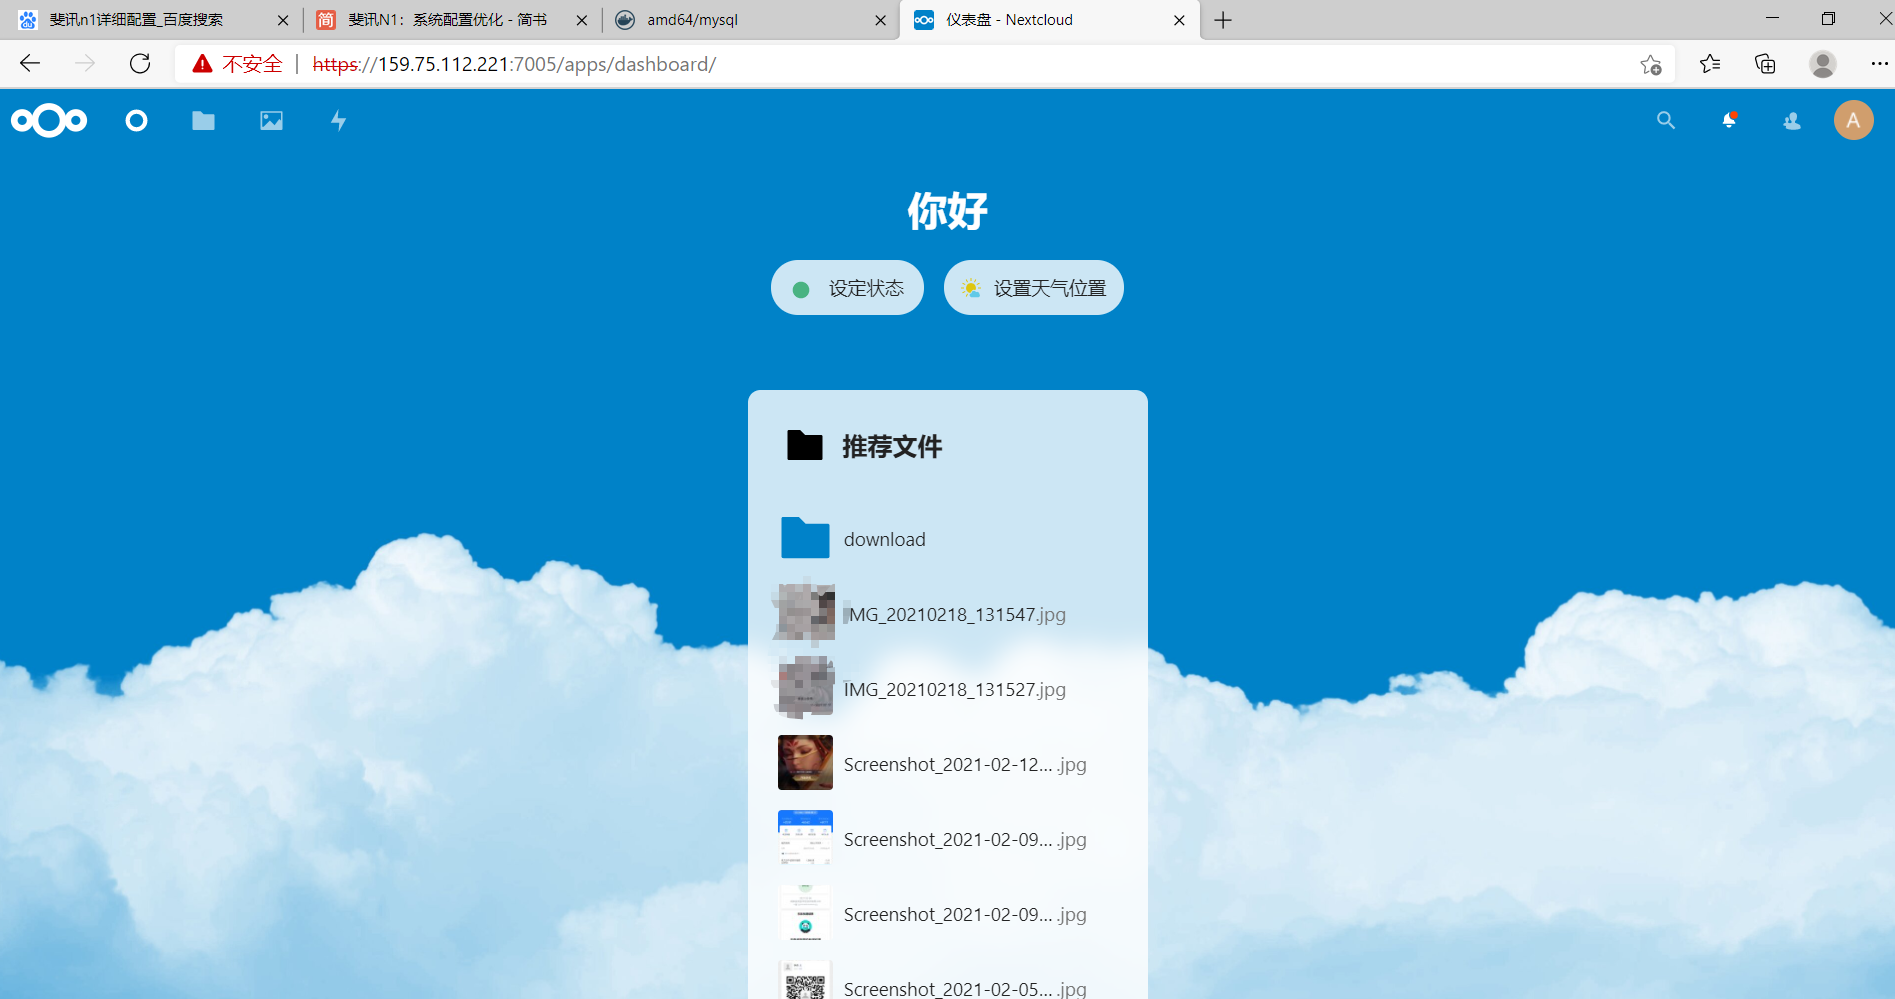 斐讯n1详细配置_百度搜索
斐讯N1：系统配置优化 - 简书
amd64/mysql
仪表盘 - Nextcloud
不安全 | https://159.75.112.221:7005/apps/dashboard/
A
你好
设定状态
设置天气位置
推荐文件
download
IMG_20210218_131547.jpg
IMG_20210218_131527.jpg
Screenshot_2021-02-12... .jpg
Screenshot_2021-02-09... .jpg
Screenshot_2021-02-09... .jpg
Screenshot_2021-02-05... .jpg